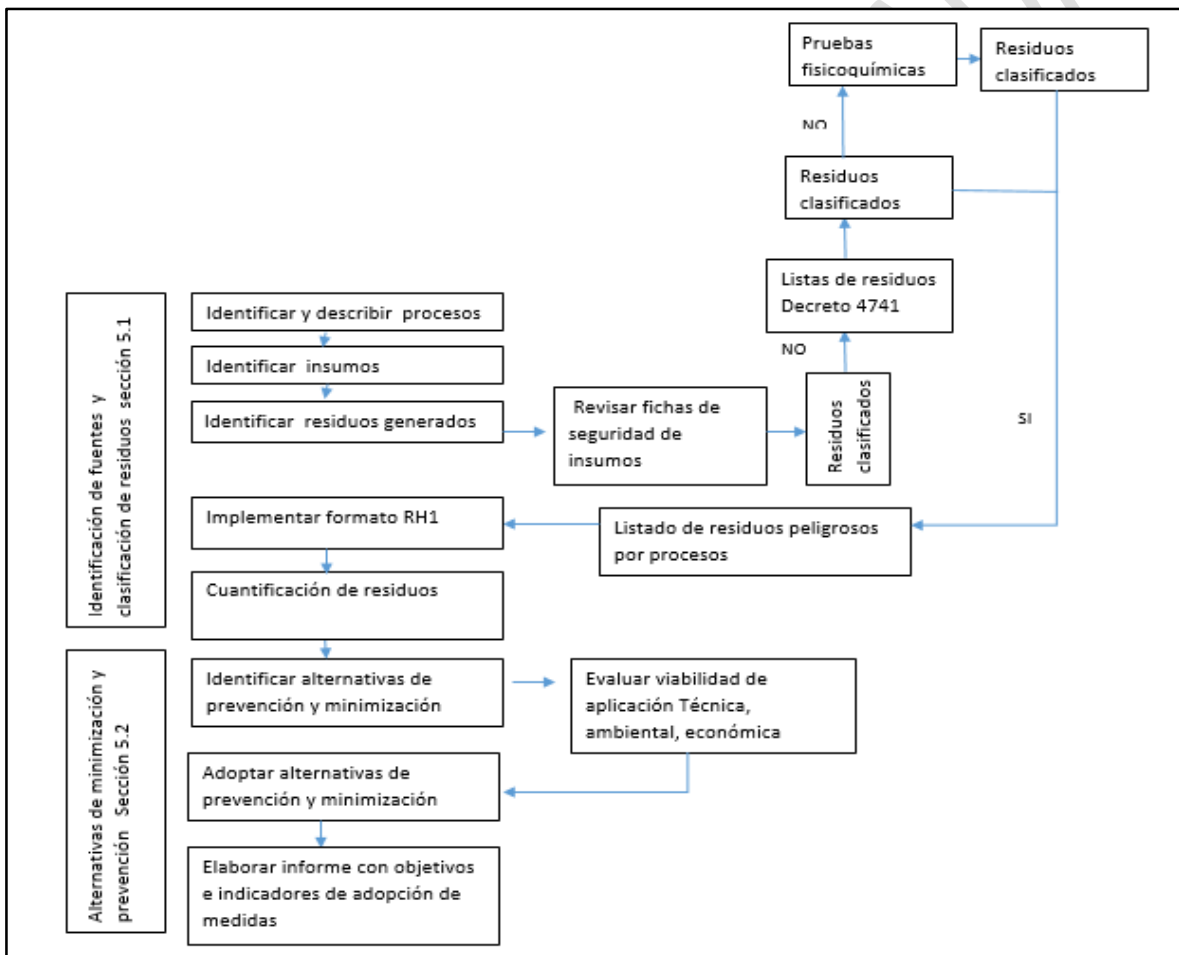 Pruebas
fisicoquímicas
Residuos
clasificados
NO
Residuos
clasificados
Listas de residuos
Decreto 4741
NO
Residuos
clasificados
SI
Identificación de fuentes y
clasificación de residuos sección 5.1
Identificar y describir procesos
Identificar insumos
Identificar residuos generados
Revisar fichas de
seguridad de
insumos
Implementar formato RH1
Listado de residuos peligrosos
por procesos
Cuantificación de residuos
Alternativas de minimización y
prevención Sección 5.2
Identificar alternativas de
prevención y minimización
Evaluar viabilidad de
aplicación Técnica,
ambiental, económica
Adoptar alternativas de
prevención y minimización
Elaborar informe con objetivos
e indicadores de adopción de
medidas